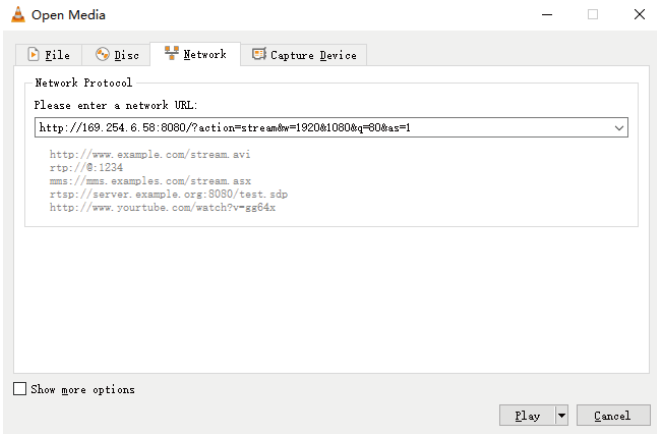 Open Media
File Disc Network Capture Device
Network Protocol
Please enter a network URL:
http://169.254.6.58:8080/?action=stream&w=1920&1080&q=80&as=1
http://www.example.com/stream.avi
rtp://@:1234
mms://mms.examples.com/stream.asx
rtsp://server.example.org:8080/test.sdp
http://www.yourtube.com/watch?v=gg64x
Show more options
Play Cancel